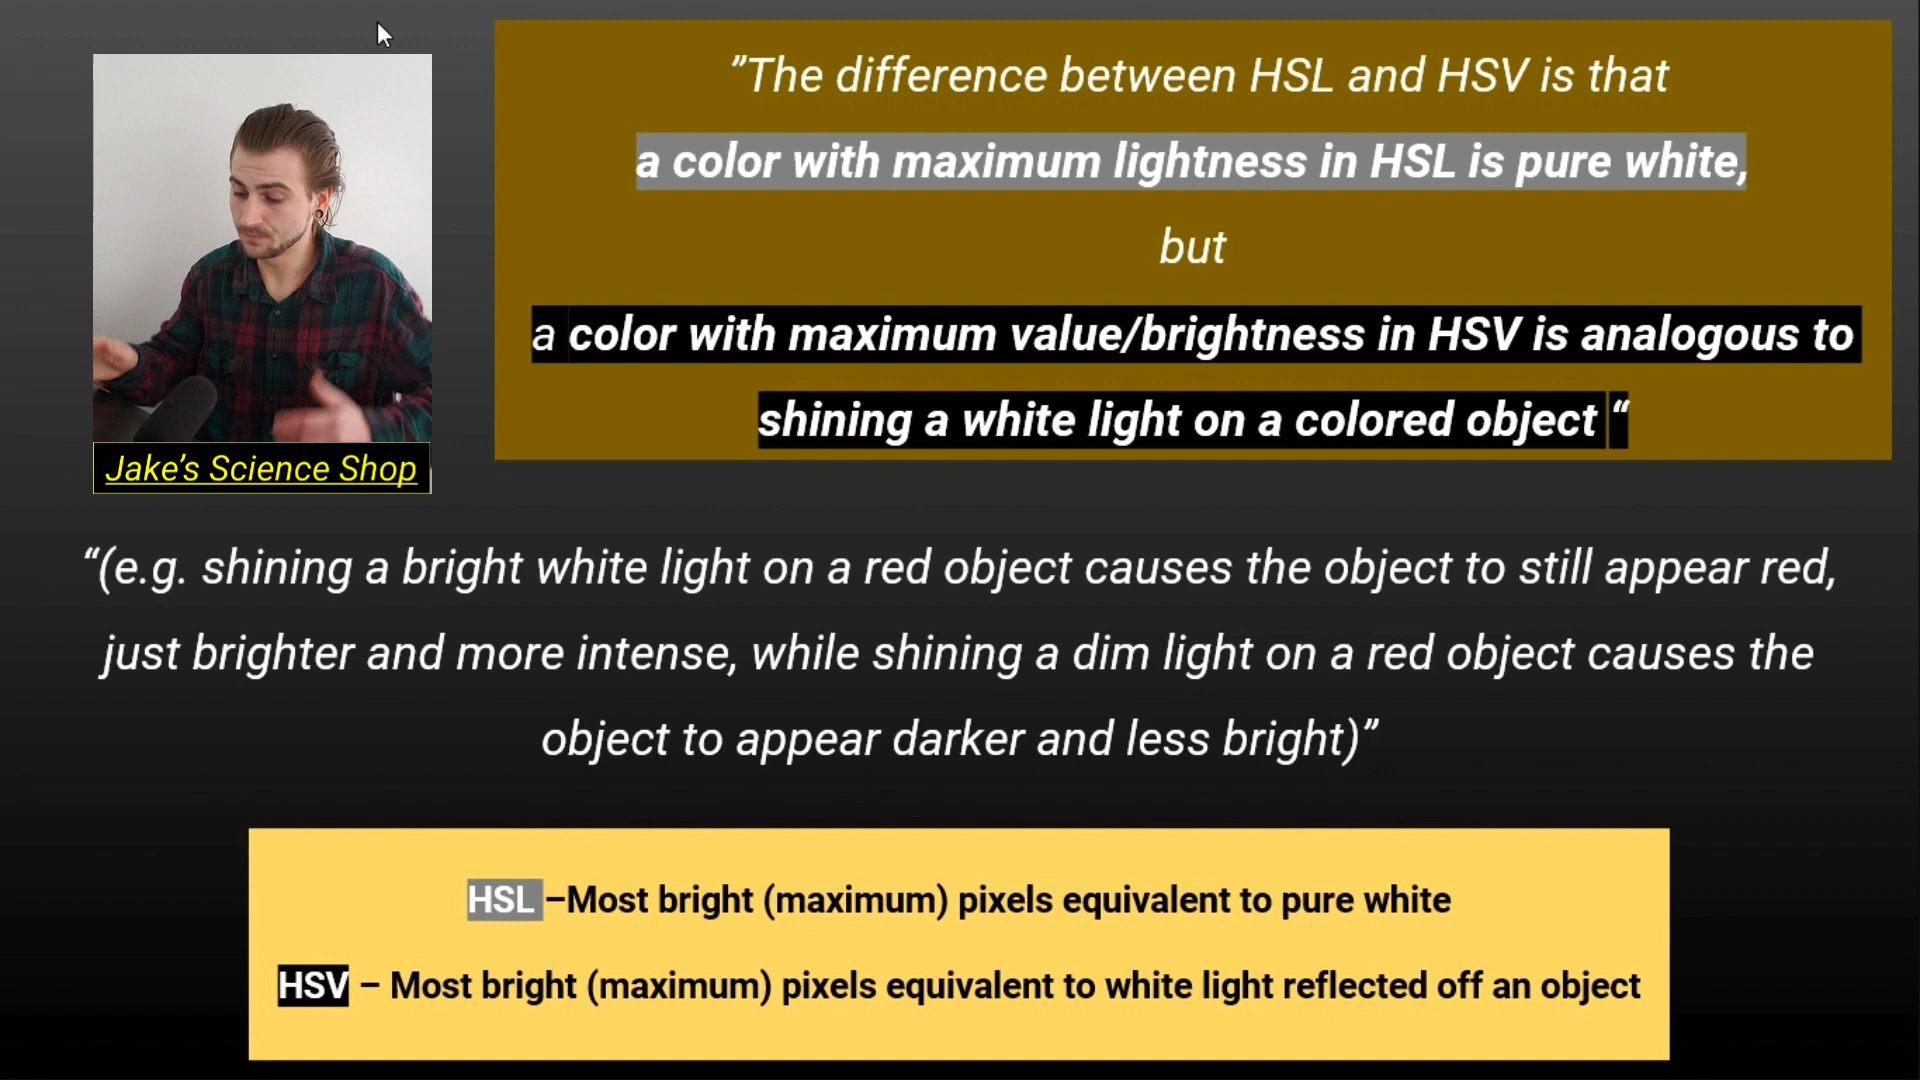 ”The difference between HSL and HSV is that
a color with maximum lightness in HSL is pure white,
but
a color with maximum value/brightness in HSV is analogous to
shining a white light on a colored object “
Jake’s Science Shop
“(e.g. shining a bright white light on a red object causes the object to still appear red,
just brighter and more intense, while shining a dim light on a red object causes the
object to appear darker and less bright)”
HSL –Most bright (maximum) pixels equivalent to pure white
HSV – Most bright (maximum) pixels equivalent to white light reflected off an object